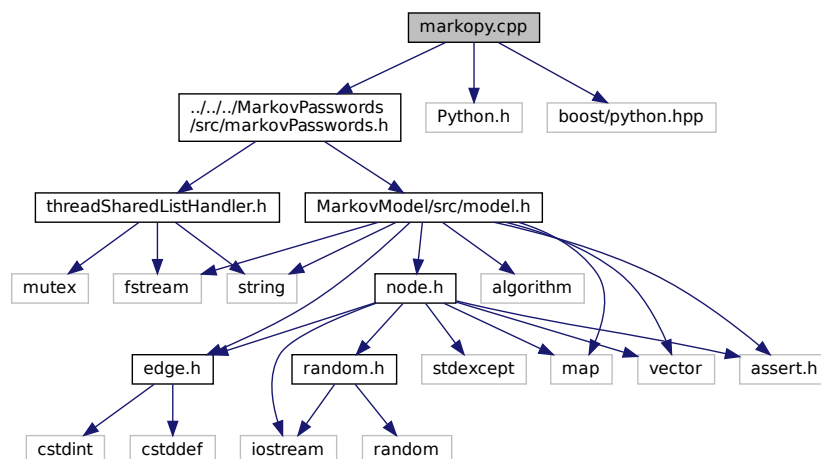 markopy.cpp
../../../MarkovPasswords
/src/markovPasswords.h
Python.h
boost/python.hpp
threadSharedListHandler.h
MarkovModel/src/model.h
mutex
fstream
string
node.h
algorithm
edge.h
random.h
stdexcept
map
vector
assert.h
cstdint
cstddef
iostream
random